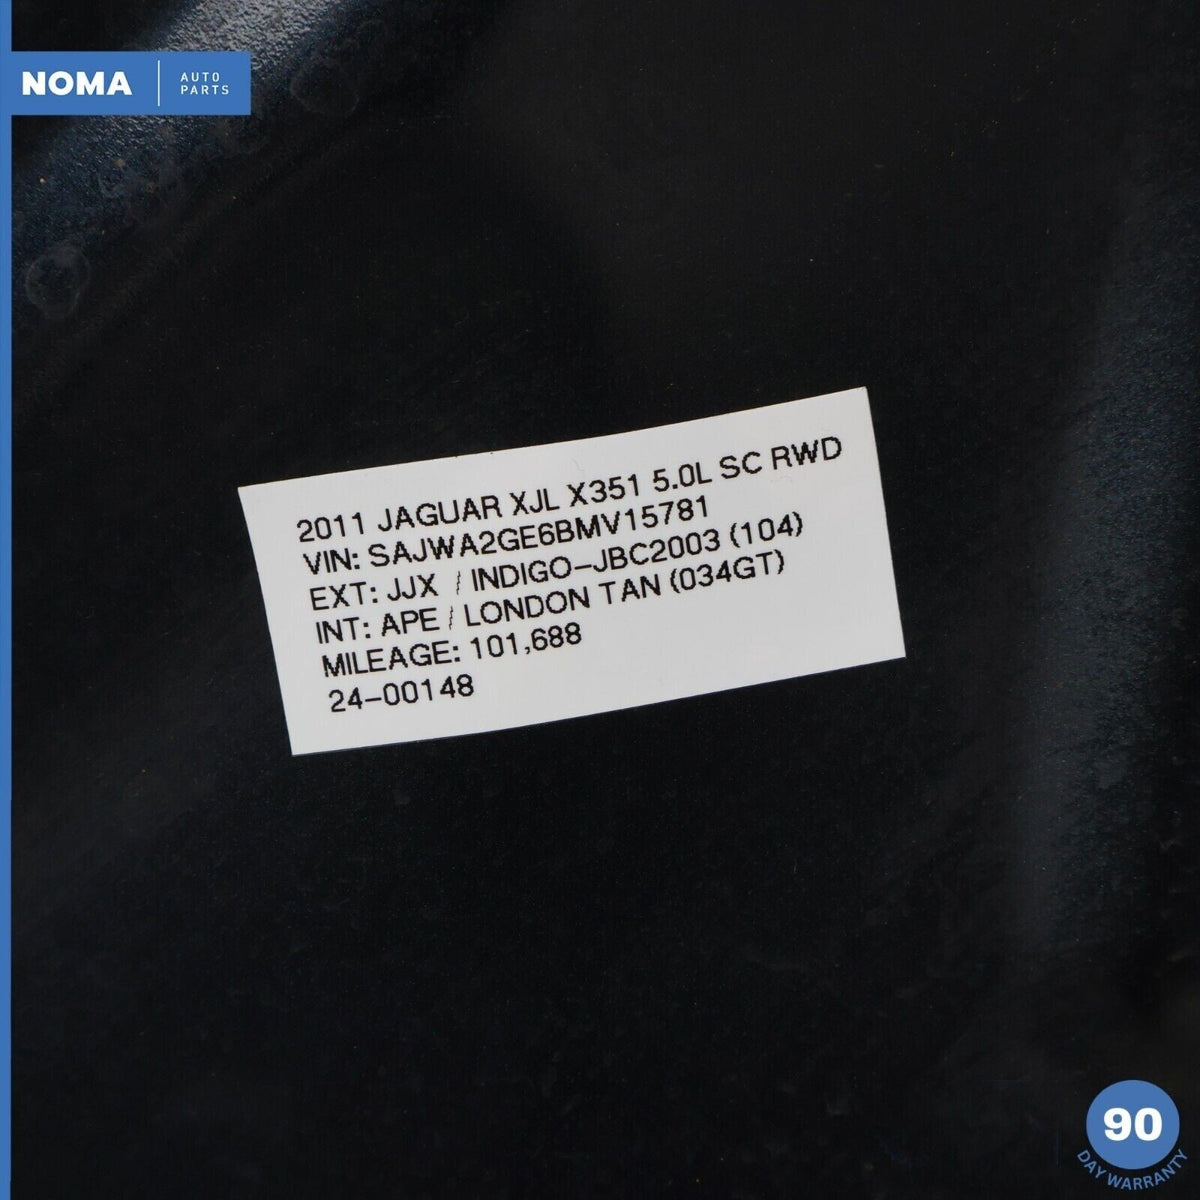 NOMA
AUTO
PARTS
2011 JAGUAR XJL X351 5.0L SC RWD
VIN: SAJWA2GE6BMV15781
EXT: JJX / INDIGO-JBC2003 (104)
INT: APE / LONDON TAN (034GT)
MILEAGE: 101,688
24-00148
90
DAY WARRANTY